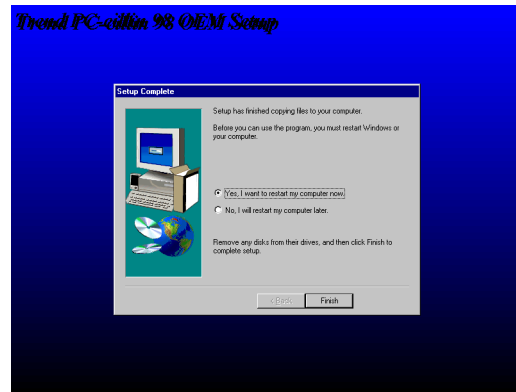 Trend PC-cillin 98 OEM Setup
Setup Complete
Setup has finished copying files to your computer.
Before you can use the program, you must restart Windows or
your computer.
Yes, I want to restart my computer now.
No, I will restart my computer later.
Remove any disks from their drives, and then click Finish to
complete setup.
< Back
Finish